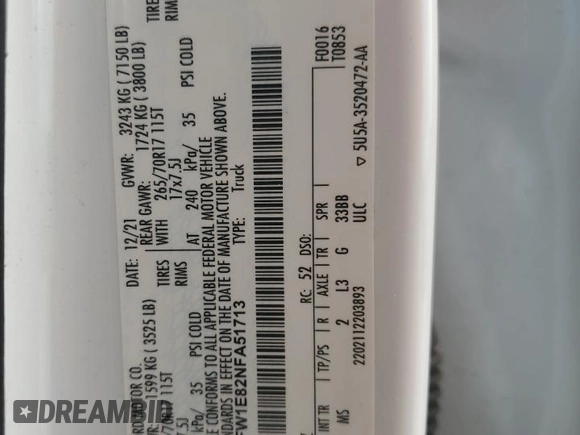 RD MOTOR CO.
DATE: 12/21 GVWR: 3243 KG ( 7150 LB)
1599 KG ( 3525 LB) REAR GAWR: 1724 KG ( 3800 LB)
70R17 115T WITH 265/70R17 115T TIRES
TIRES
7.5J RIMS 17x7.5J RIMS
kPa/ 35 PSI COLD AT 240 kPa/ 35 PSI COLD
E CONFORMS TO ALL APPLICABLE FEDERAL MOTOR VEHICLE
NDARDS IN EFFECT ON THE DATE OF MANUFACTURE SHOWN ABOVE.
FW1E82NFA51713 TYPE: Truck
F0016
T0853
RC: 52 DSO:
INT TR TP/PS R AXLE TR SPR
MS 2 L3 G 33BB
2202112203893 ULC
▽ 5U5A-3520472-AA
DREAMBID